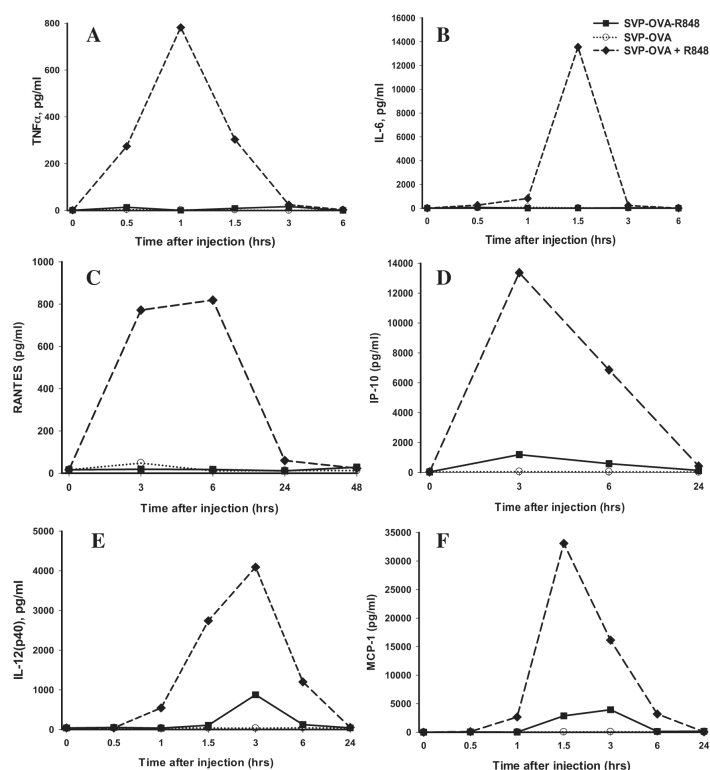 A
TNFα, pg/ml
800
600
400
200
0
0 0.5 1 1.5 3 6
Time after injection (hrs)
B
SVP-OVA-R848
SVP-OVA
SVP-OVA + R848
IL-6, pg/ml
16000
14000
12000
10000
8000
6000
4000
2000
0
0 0.5 1 1.5 3 6
Time after injection (hrs)
C
RANTES (pg/ml)
1000
800
600
400
200
0
0 3 6 24 48
Time after injection (hrs)
D
IP-10 (pg/ml)
14000
12000
10000
8000
6000
4000
2000
0
0 3 6 24
Time after injection (hrs)
E
IL-12(p40), pg/ml
5000
4000
3000
2000
1000
0
0 0.5 1 1.5 3 6 24
Time after injection (hrs)
F
MCP-1 (pg/ml)
35000
30000
25000
20000
15000
10000
5000
0
0 0.5 1 1.5 3 6 24
Time after injection (hrs)